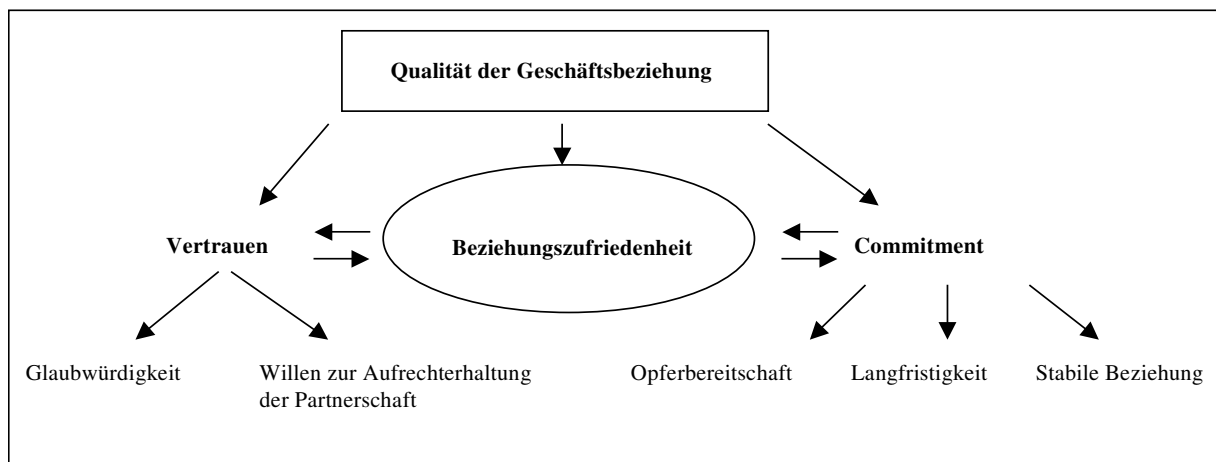 Qualität der Geschäftsbeziehung
Vertrauen
Beziehungszufriedenheit
Commitment
Glaubwürdigkeit
Willen zur Aufrechterhaltung
der Partnerschaft
Opferbereitschaft
Langfristigkeit
Stabile Beziehung